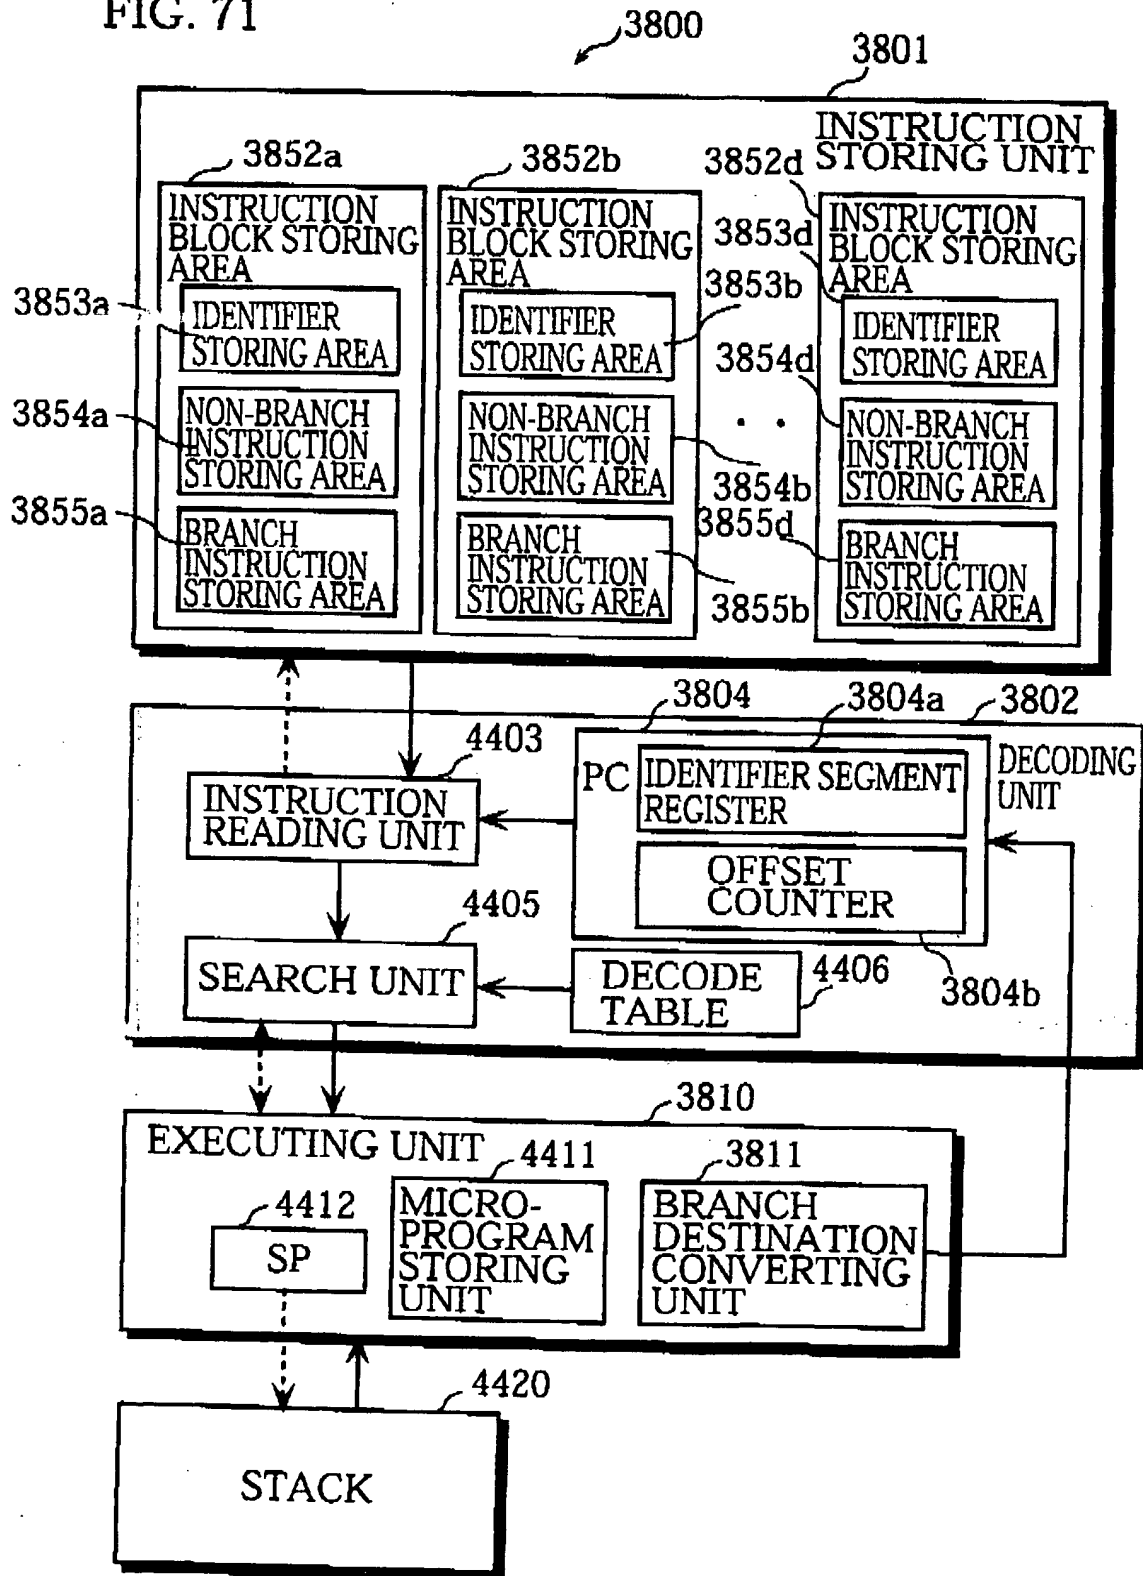 FIG. 71
3800
3801
INSTRUCTION
STORING UNIT
3852a
3852b
3852d
INSTRUCTION
BLOCK STORING
AREA
INSTRUCTION
BLOCK STORING
AREA
INSTRUCTION
BLOCK STORING
AREA
3853a
3853b
3853d
IDENTIFIER
STORING AREA
IDENTIFIER
STORING AREA
IDENTIFIER
STORING AREA
3854a
3854b
3854d
NON-BRANCH
INSTRUCTION
STORING AREA
NON-BRANCH
INSTRUCTION
STORING AREA
. .
NON-BRANCH
INSTRUCTION
STORING AREA
3855a
3855b
3855d
BRANCH
INSTRUCTION
STORING AREA
BRANCH
INSTRUCTION
STORING AREA
BRANCH
INSTRUCTION
STORING AREA
3804
3804a
3802
4403
INSTRUCTION
READING UNIT
PC
IDENTIFIER SEGMENT
REGISTER
DECODING
UNIT
OFFSET
COUNTER
4405
SEARCH UNIT
DECODE
TABLE
4406
3804b
3810
EXECUTING UNIT
4411
3811
4412
SP
MICRO-
PROGRAM
STORING
UNIT
BRANCH
DESTINATION
CONVERTING
UNIT
4420
STACK